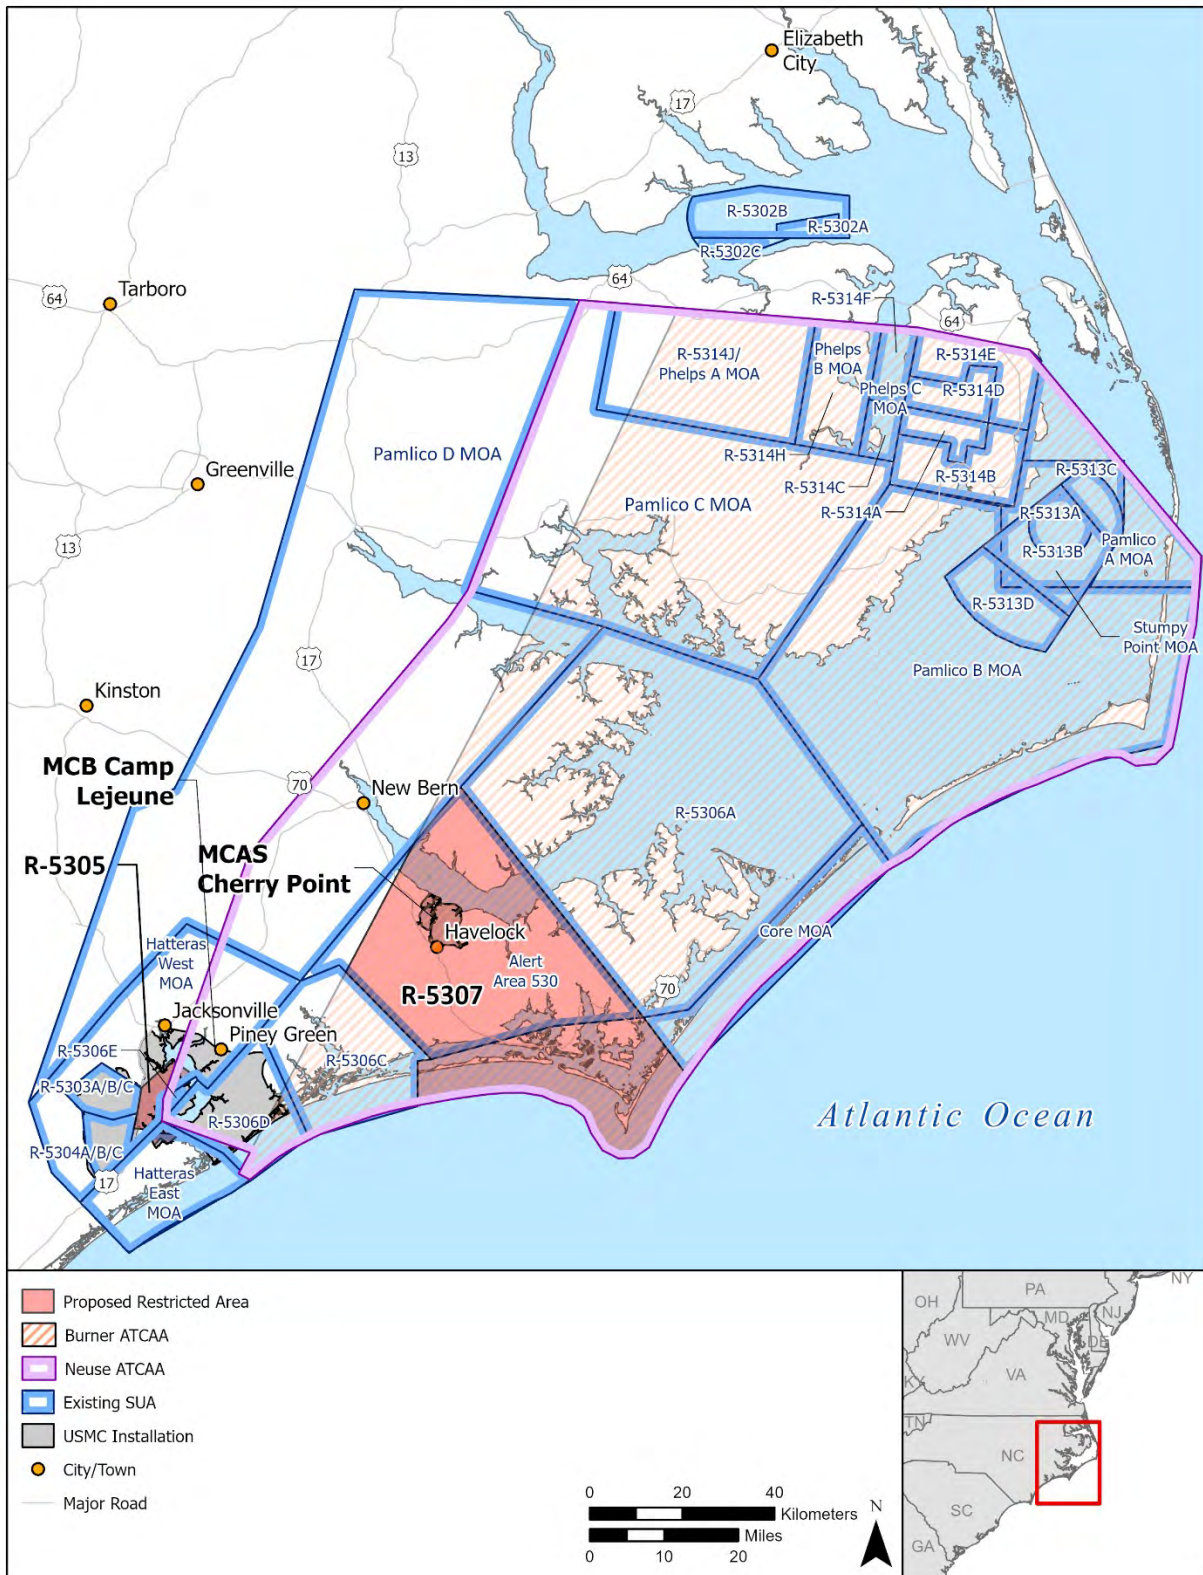 Elizabeth
City
17
13
R-5302B
R-5302A
R-5302C
64
Tarboro
64
R-5314F
64
R-5314J/
Phelps A MOA
Phelps
B MOA
R-5314E
Phelps C
MOA
R-5314D
Pamlico D MOA
Greenville
R-5314H
R-5314C
R-5314B
R-5313C
Pamlico C MOA
R-5314A
R-5313A
13
R-5313B
Pamlico
A MOA
R-5313D
Stumpy
Point MOA
17
Pamlico B MOA
Kinston
MCB Camp
Lejeune
70
New Bern
R-5306A
R-5305
MCAS
Cherry Point
Havelock
Core MOA
Hatteras
West
MOA
Alert
Area 530
R-5307
70
Jacksonville
Piney Green
R-5306E
R-5306C
R-5303A/B/C
R-5306D
Atlantic Ocean
R-5304A/B/C
17
Hatteras
East
MOA
Proposed Restricted Area
Burner ATCAA
Neuse ATCAA
Existing SUA
USMC Installation
City/Town
Major Road
0 20 40
Kilometers
Miles
0 10 20
N
NY
PA
OH
NJ
MD
DE
WV
VA
KY
TN
NC
SC
GA